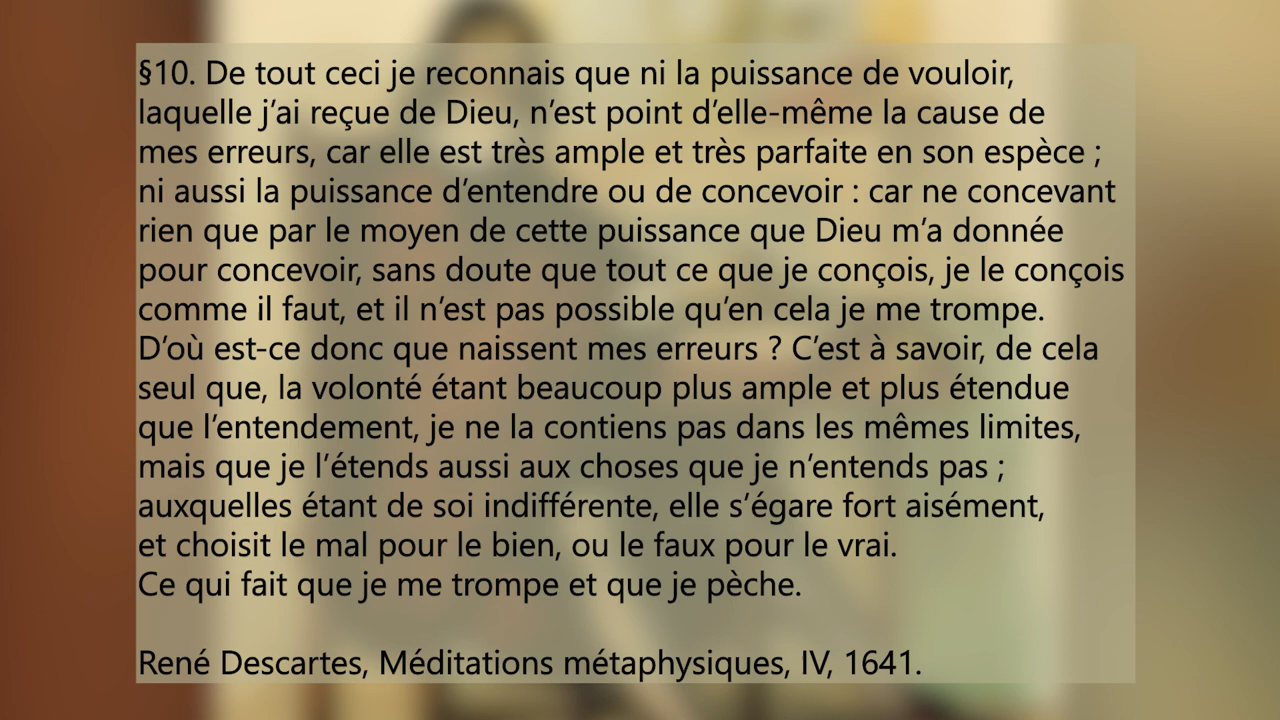 §10. De tout ceci je reconnais que ni la puissance de vouloir,
laquelle j’ai reçue de Dieu, n’est point d’elle-même la cause de
mes erreurs, car elle est très ample et très parfaite en son espèce ;
ni aussi la puissance d’entendre ou de concevoir : car ne concevant
rien que par le moyen de cette puissance que Dieu m’a donnée
pour concevoir, sans doute que tout ce que je conçois, je le conçois
comme il faut, et il n’est pas possible qu’en cela je me trompe.
D’où est-ce donc que naissent mes erreurs ? C’est à savoir, de cela
seul que, la volonté étant beaucoup plus ample et plus étendue
que l’entendement, je ne la contiens pas dans les mêmes limites,
mais que je l’étends aussi aux choses que je n’entends pas ;
auxquelles étant de soi indifférente, elle s’égare fort aisément,
et choisit le mal pour le bien, ou le faux pour le vrai.
Ce qui fait que je me trompe et que je pèche.
René Descartes, Méditations métaphysiques, IV, 1641.